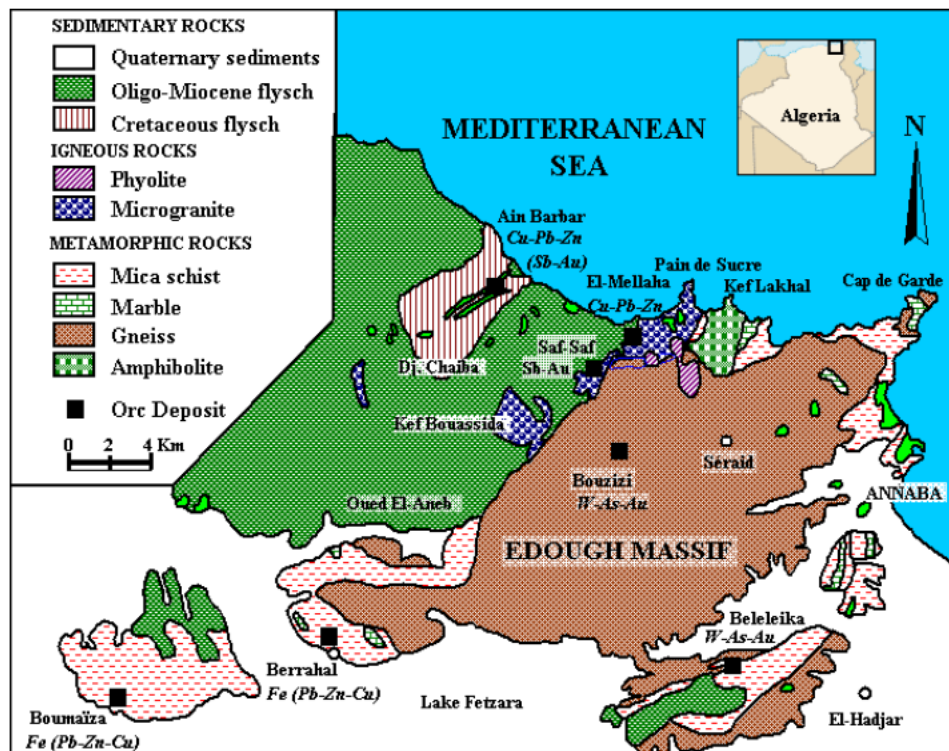 SEDIMENTARY ROCKS
Quaternary sediments
Oligo-Miocene flysch
Cretaceous flysch
IGNEOUS ROCKS
Phyolite
Microgranite
METAMORPHIC ROCKS
Mica schist
Marble
Gneiss
Amphibolite
Orc Deposit
0 2 4 Km
MEDITERRANEAN
SEA
Algeria
N
Ain Barbar
Cu-Pb-Zn
(Sb-Au)
El-Mellaha
Cu-Pb-Zn
Pain de Sucre
Kef Lakhal
Cap de Garde
Saf-Saf
Sb-Au
Dj. Chaiba
Kef Bouassida
Bouzizi
W-As-Au
Séraid
ANNABA
Oued El-Aneb
EDOUGH MASSIF
Beleleika
W-As-Au
Berrahal
Fe (Pb-Zn-Cu)
Lake Fetzara
El-Hadjar
Boumaïza
Fe (Pb-Zn-Cu)